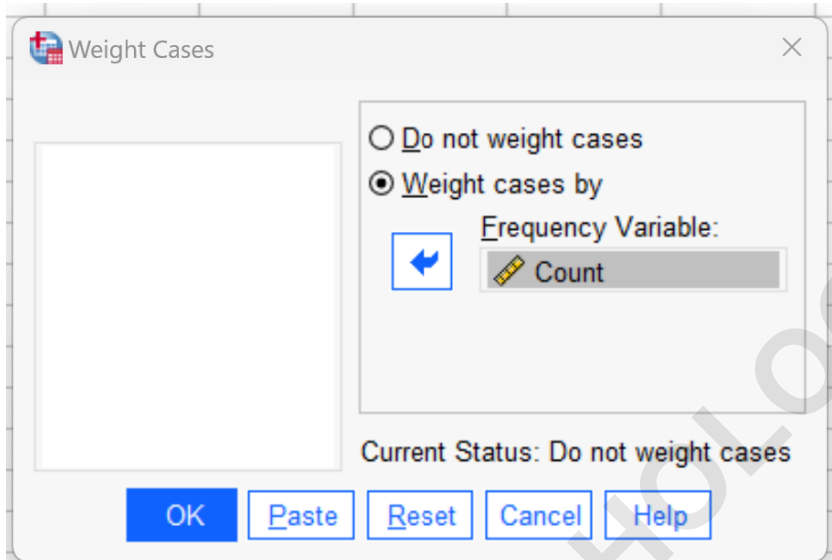 Weight Cases
Do not weight cases
Weight cases by
Frequency Variable:
Count
Current Status: Do not weight cases
OK Paste Reset Cancel Help
HOLO